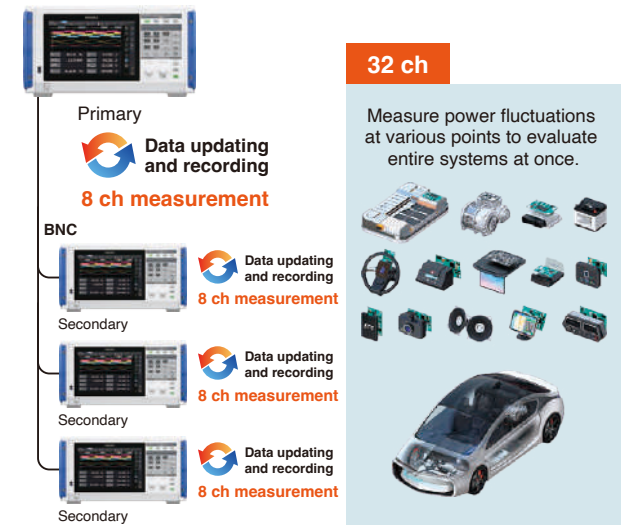 Primary
Data updating
and recording
8 ch measurement
BNC
Data updating
and recording
8 ch measurement
Secondary
Data updating
and recording
8 ch measurement
Secondary
Data updating
and recording
8 ch measurement
Secondary
32 ch
Measure power fluctuations
at various points to evaluate
entire systems at once.